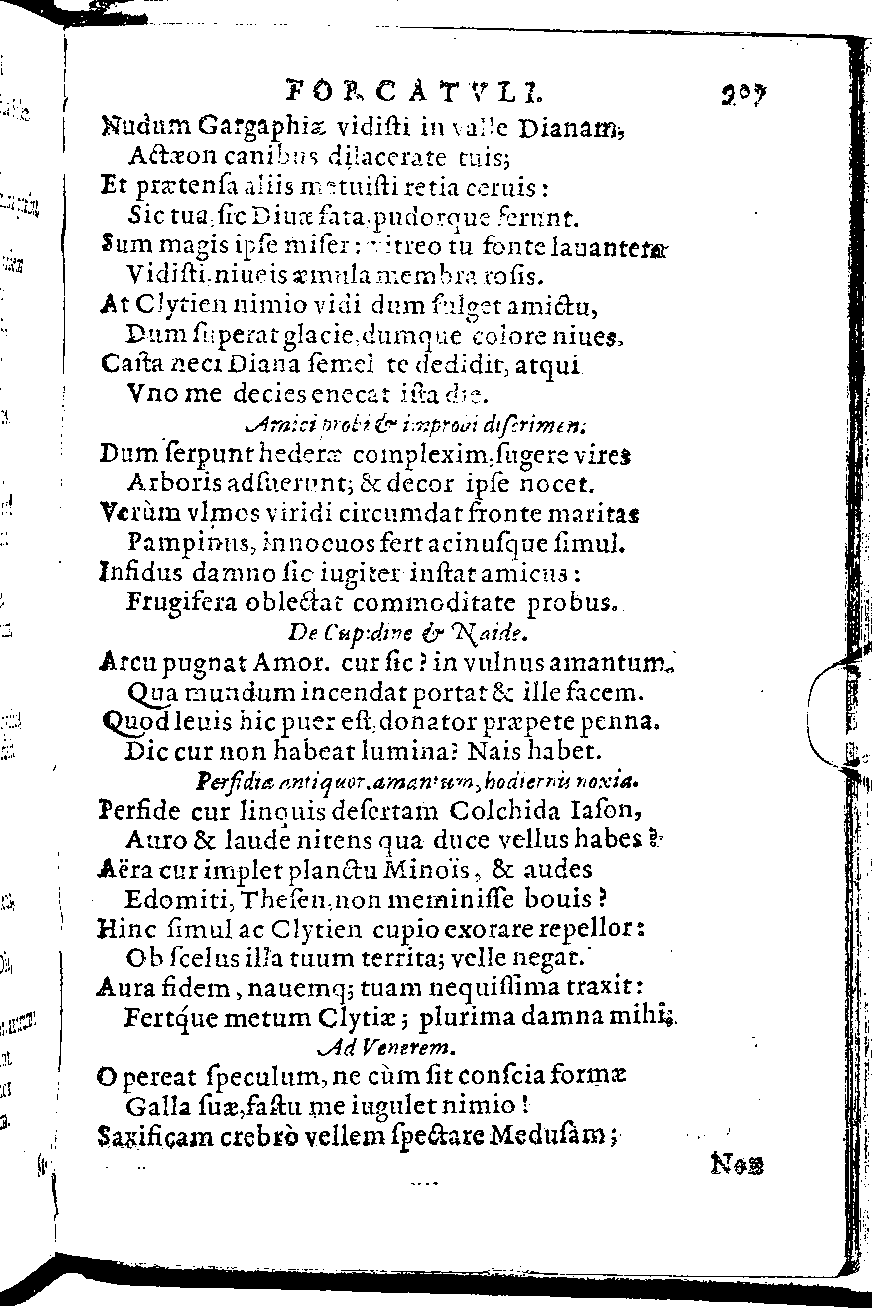 FORCATVLI. 907
Nudum Gargaphiæ vidiſti in valle Dianam,
Actæon canibus dilacerate tuis;
Et prætenſa aliis metuiſti retia ceruis:
Sic tua, ſic Diuæ fata, pudorque ferunt.
Sum magis ipſe miſer: vitreo tu fonte lauantem
Vidiſti, niueis æmula membra roſis.
At Clytien nimio vidi dum fulget amictu,
Dum ſuperat glacie, dumque colore niues,
Caſta neci Diana ſemel te dedidit, atqui
Vno me decies enecat iſta die.
Amici probi & improbi diſcrimen.
Dum ſerpunt hederæ complexim, ſugere vires
Arboris adſuerunt; & decor ipſe nocet.
Verùm vlmos viridi circumdat fronte maritas
Pampinus, innocuos fert acinuſque ſimul.
Infidus damno ſic iugiter inſtat amicus:
Frugifera oblectat commoditate probus.
De Cupidine & Naide.
Arcu pugnat Amor. cur ſic? in vulnus amantum.
Qua mundum incendat portat & ille facem.
Quod leuis hic puer eſt, donator præpete penna.
Dic cur non habeat lumina? Nais habet.
Perfidia antiquor. amantum, hodiernis noxia.
Perfide cur linquis deſertam Colchida Iaſon,
Auro & laude nitens qua duce vellus habes?
Aëra cur implet planctu Minoïs, & audes
Edomiti, Theſeu, non meminiſſe bouis?
Hinc ſimul ac Clytien cupio exorare repellor:
Ob ſcelus illa tuum territa; velle negat.
Aura fidem, nauemq; tuam nequiſſima traxit:
Fertque metum Clytiæ; plurima damna mihi.
Ad Venerem.
O pereat ſpeculum, ne cùm ſit conſcia formæ
Galla ſuæ, faſtu me iugulet nimio!
Saxificam crebrò vellem ſpectare Meduſam;
Non